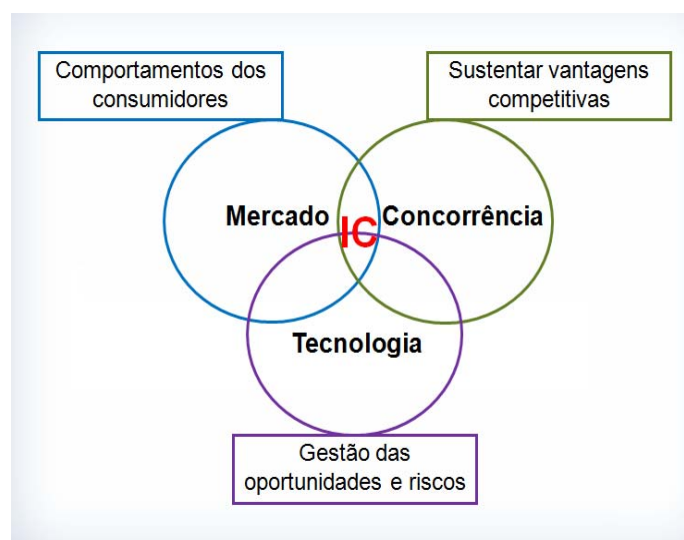 Comportamentos dos
consumidores
Sustentar vantagens
competitivas
Mercado
IC
Concorrência
Tecnologia
Gestão das
oportunidades e riscos